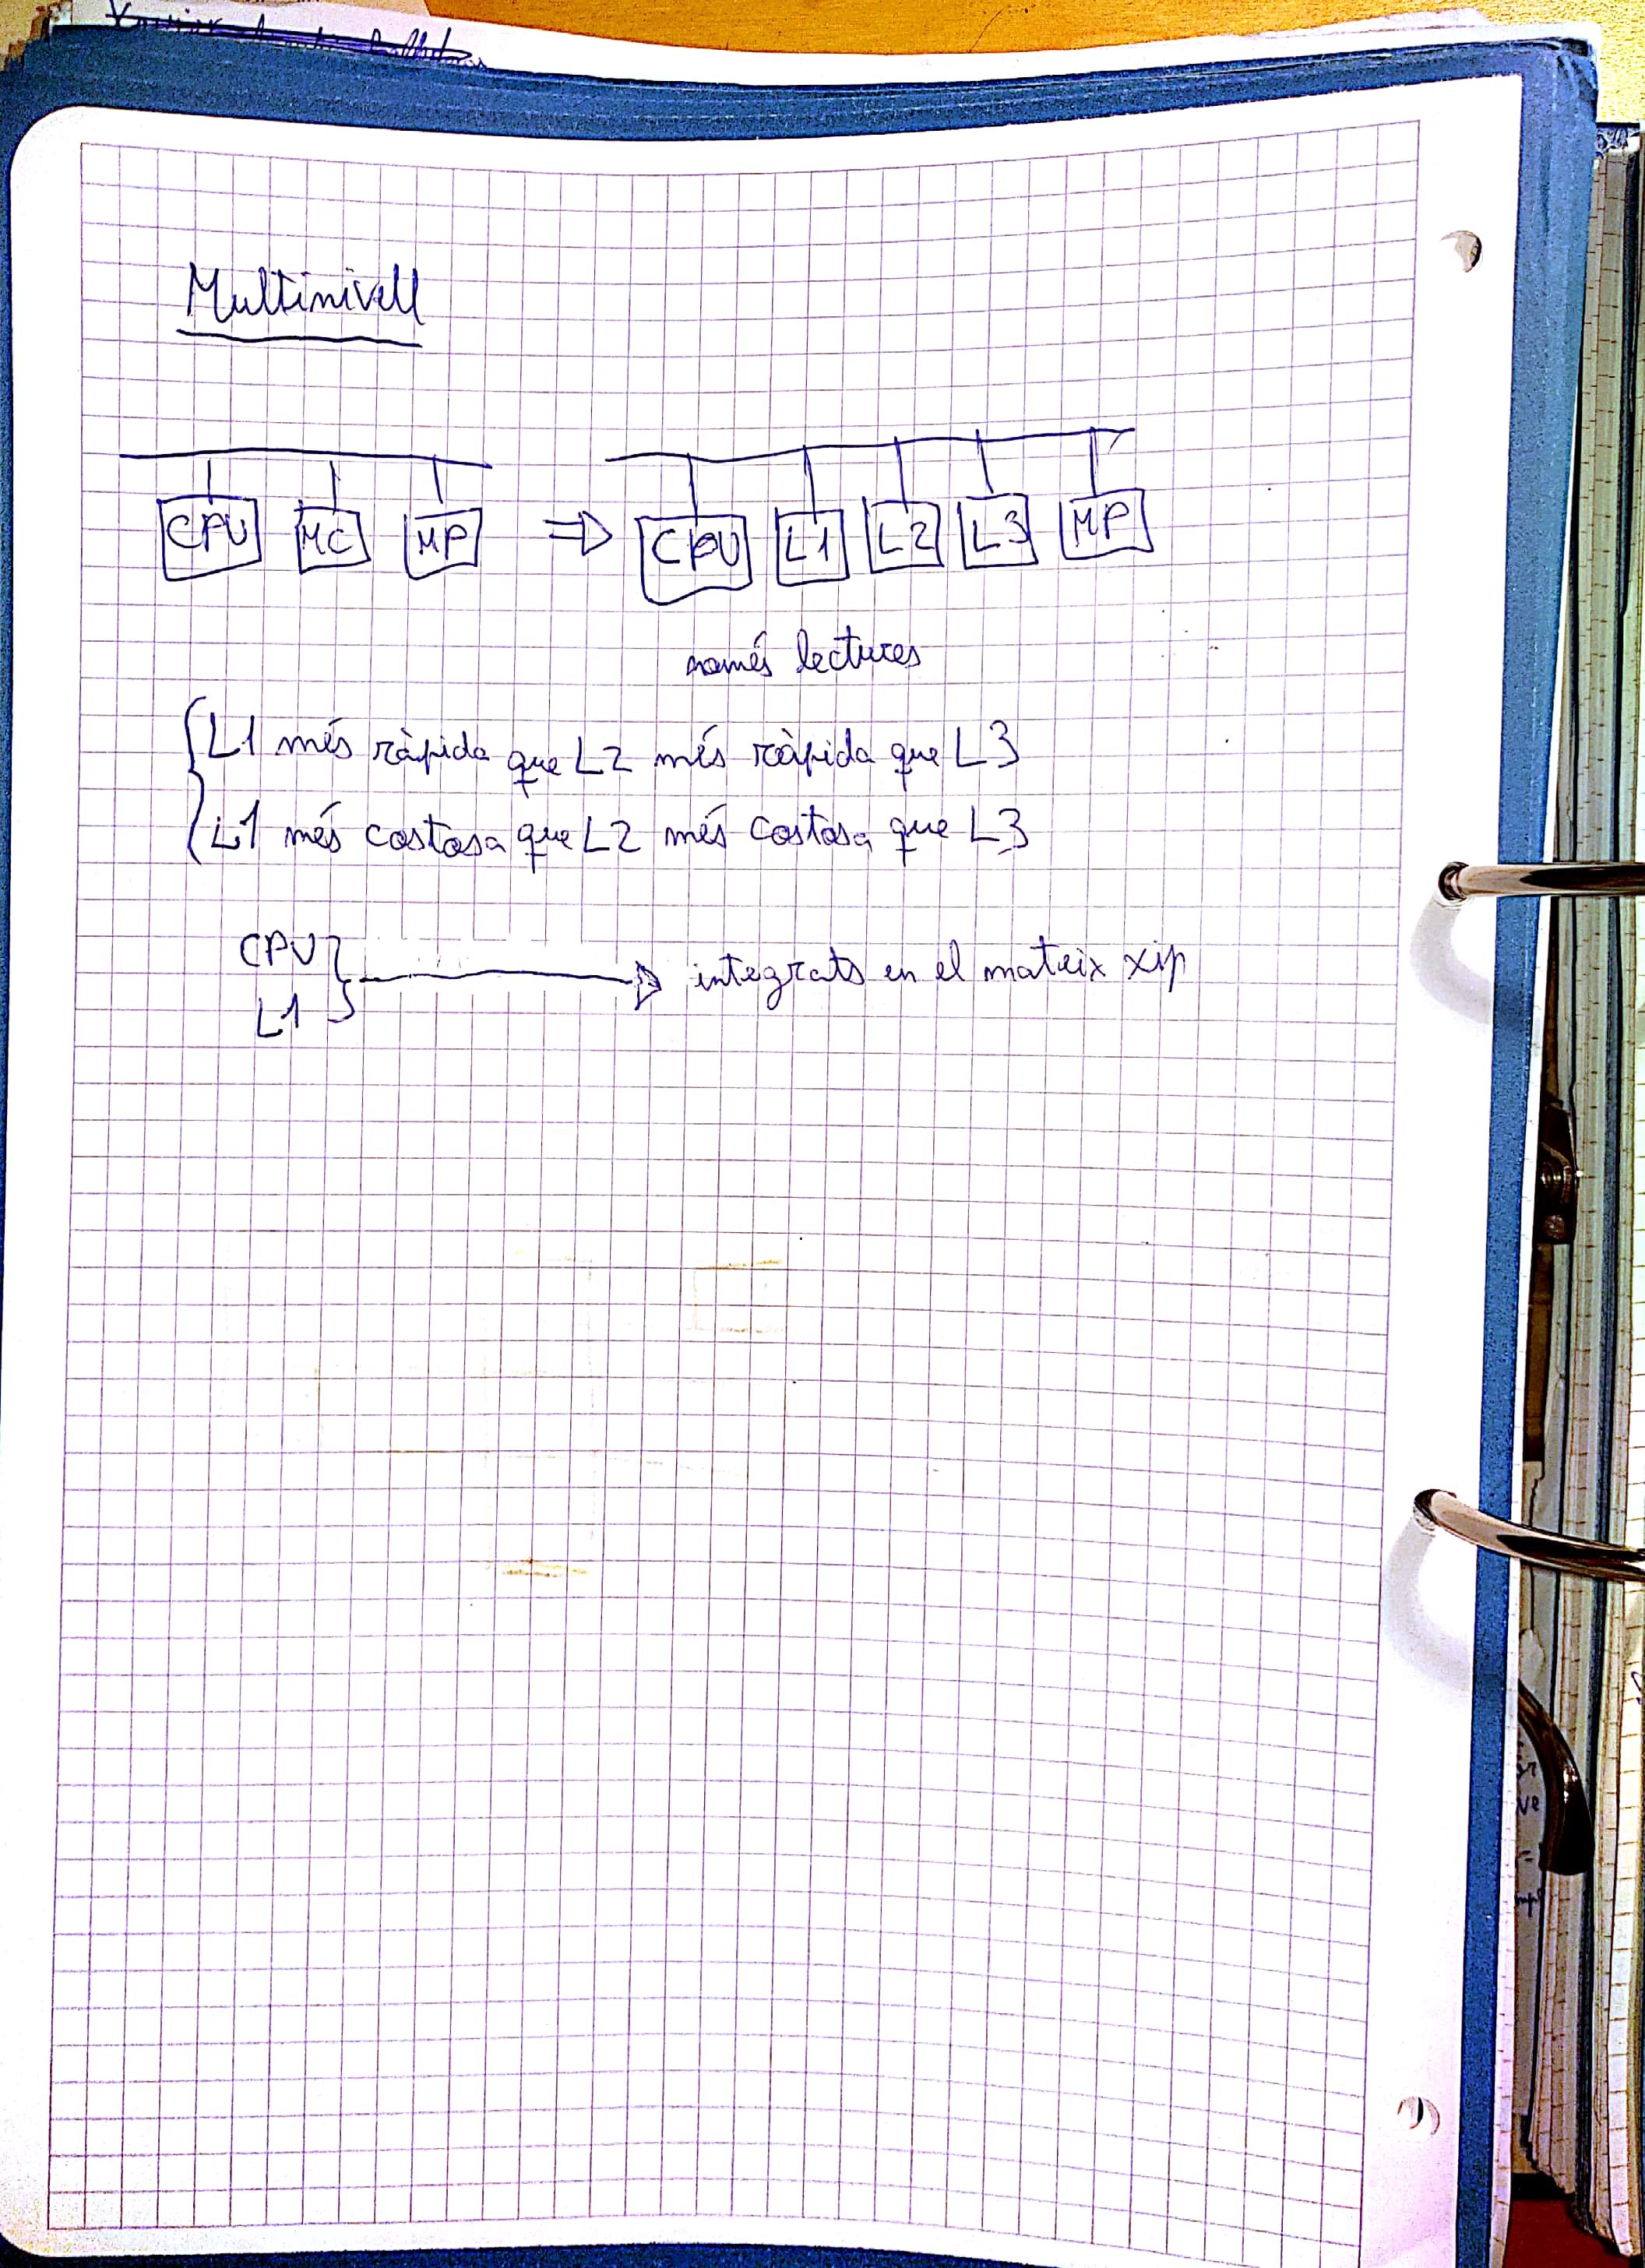 Multinivell
CPU MC MP ⇒ CPU L1 L2 L3 MP
només lectures
L1 més ràpida que L2 més ràpida que L3
L1 més costosa que L2 més costosa que L3
CPU
L1
integrats en el mateix xip